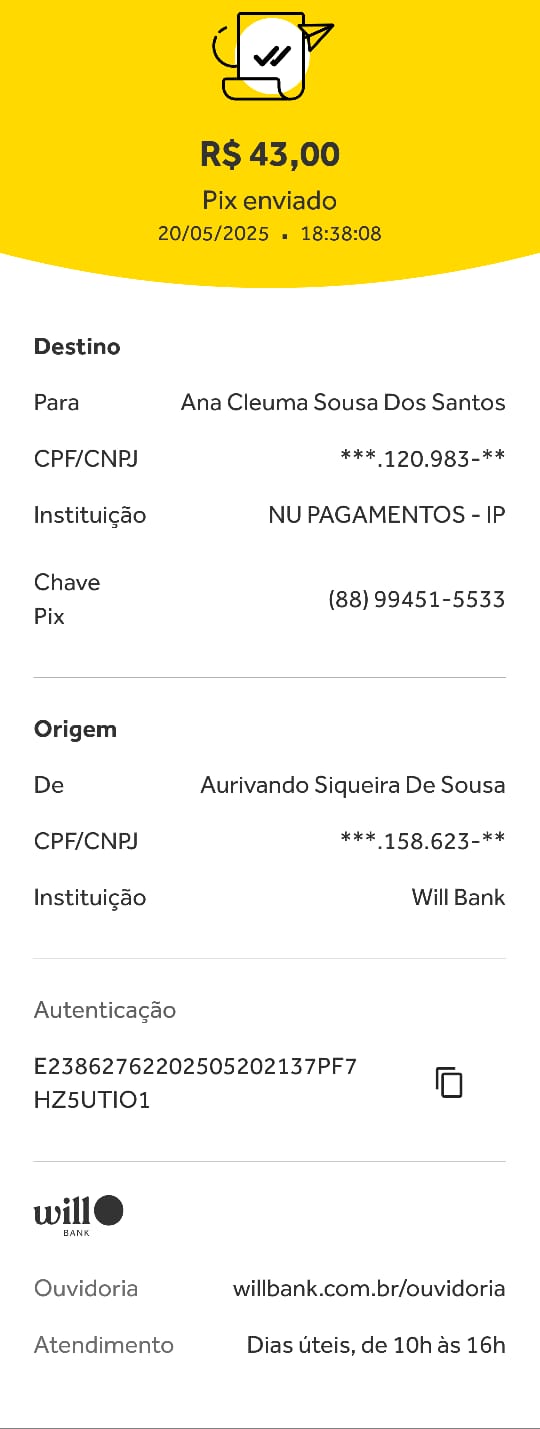 R$ 43,00
Pix enviado
20/05/2025 • 18:38:08
Destino
Para Ana Cleuma Sousa Dos Santos
CPF/CNPJ ***.120.983-**
Instituição NU PAGAMENTOS - IP
Chave
Pix
(88) 99451-5533
Origem
De Aurivando Siqueira De Sousa
CPF/CNPJ ***.158.623-**
Instituição Will Bank
Autenticação
E23862762202505202137PF7
HZ5UTIO1
will
BANK
Ouvidoria willbank.com.br/ouvidoria
Atendimento Dias úteis, de 10h às 16h